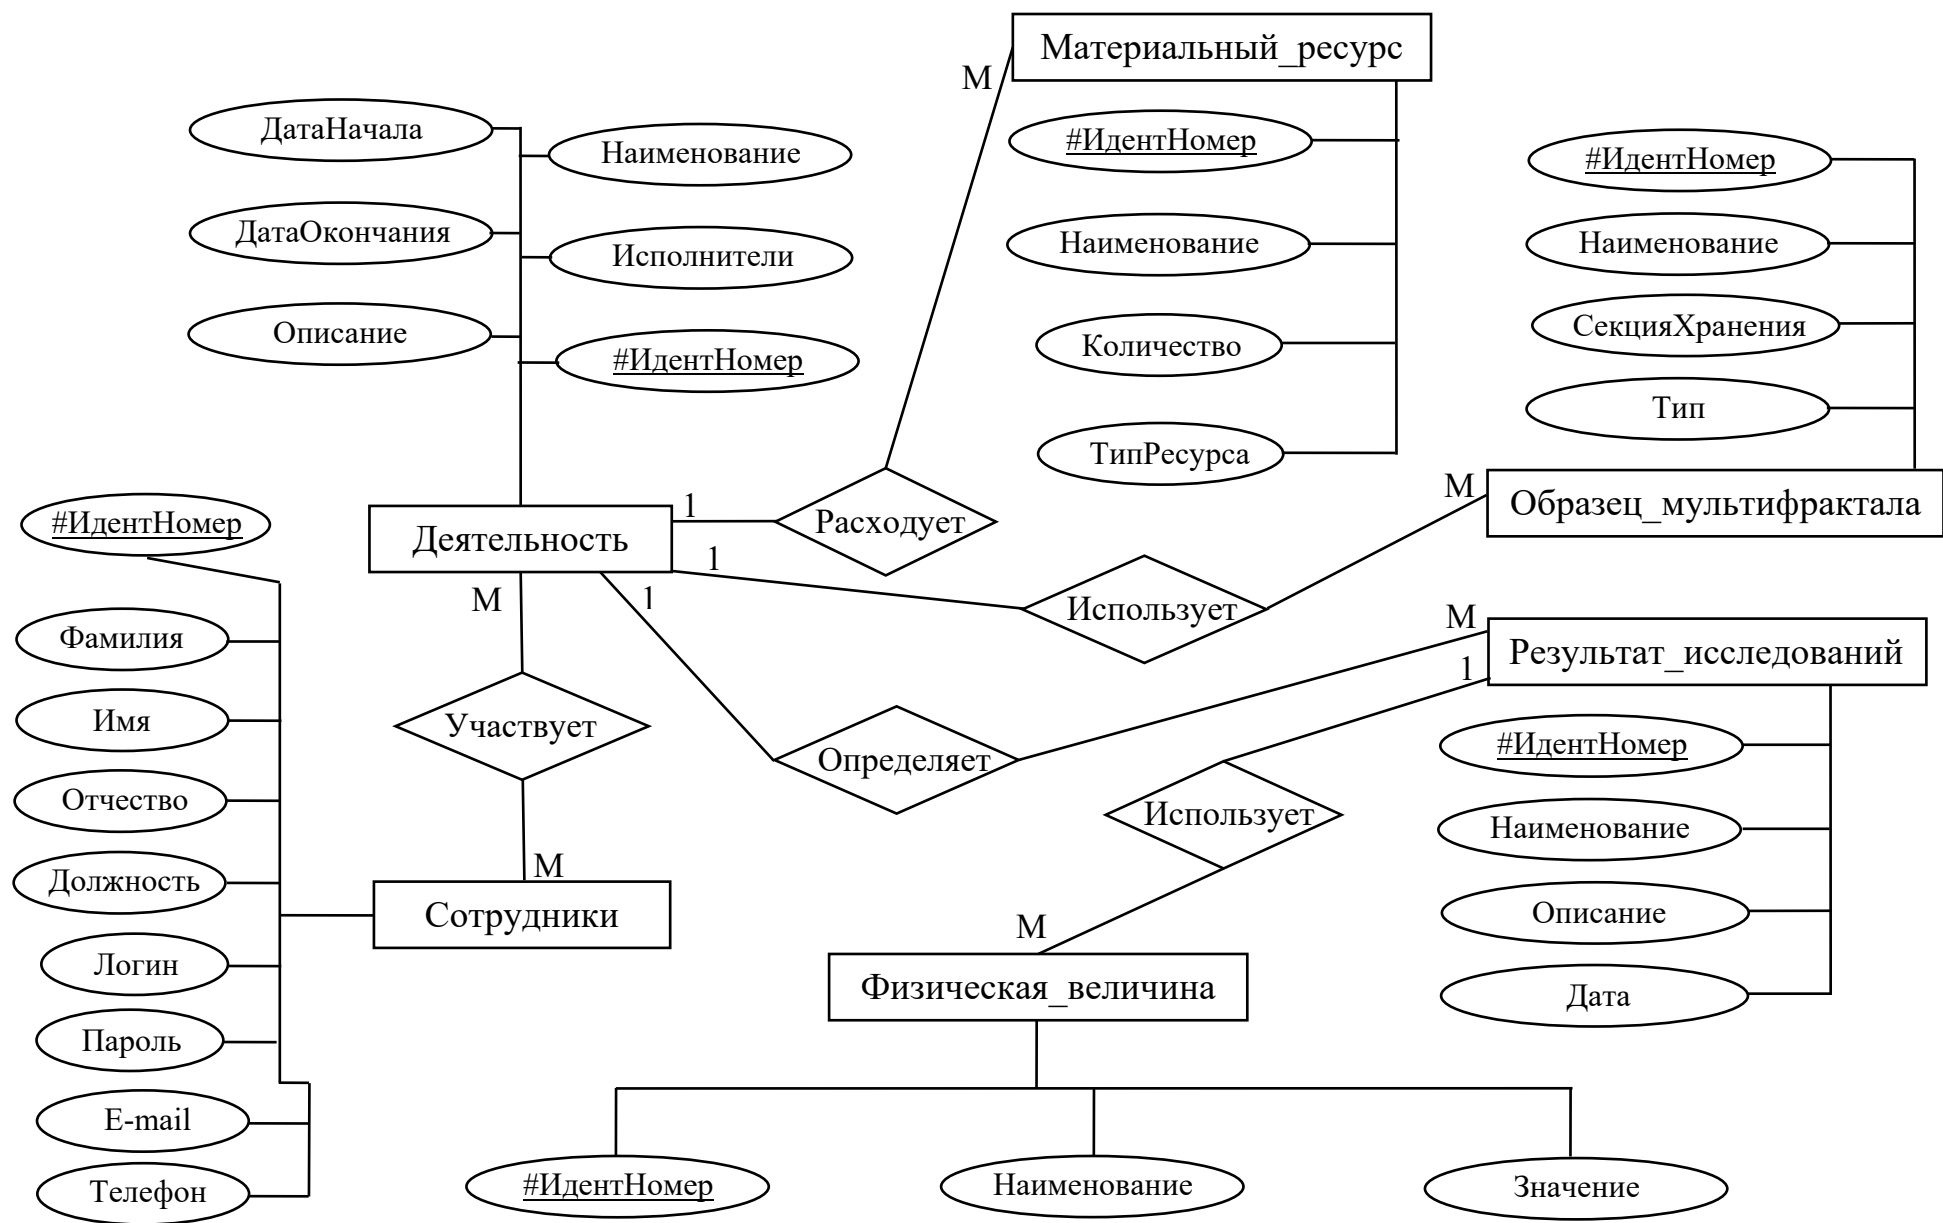 Материальный_ресурс
М
#ИдентНомер
Наименование
Количество
ТипРесурса
ДатаНачала
Наименование
ДатаОкончания
Исполнители
Описание
#ИдентНомер
#ИдентНомер
Наименование
СекцияХранения
Тип
Образец_мультифрактала
М
Деятельность
1
Расходует
1
Использует
М
1
М
Результат_исследований
1
#ИдентНомер
Наименование
Описание
Дата
Участвует
Определяет
Использует
М
Сотрудники
#ИдентНомер
Фамилия
Имя
Отчество
Должность
Логин
Пароль
E-mail
Телефон
М
Физическая_величина
#ИдентНомер
Наименование
Значение